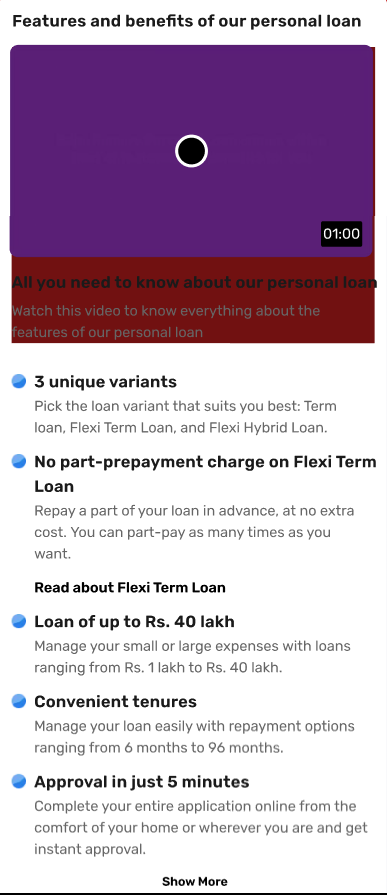 Features and benefits of our personal loan
01:00
All you need to know about our personal loan
Watch this video to know everything about the
features of our personal loan
3 unique variants
Pick the loan variant that suits you best: Term
loan, Flexi Term Loan, and Flexi Hybrid Loan.
No part-prepayment charge on Flexi Term
Loan
Repay a part of your loan in advance, at no extra
cost. You can part-pay as many times as you
want.
Read about Flexi Term Loan
Loan of up to Rs. 40 lakh
Manage your small or large expenses with loans
ranging from Rs. 1 lakh to Rs. 40 lakh.
Convenient tenures
Manage your loan easily with repayment options
ranging from 6 months to 96 months.
Approval in just 5 minutes
Complete your entire application online from the
comfort of your home or wherever you are and get
instant approval.
Show More